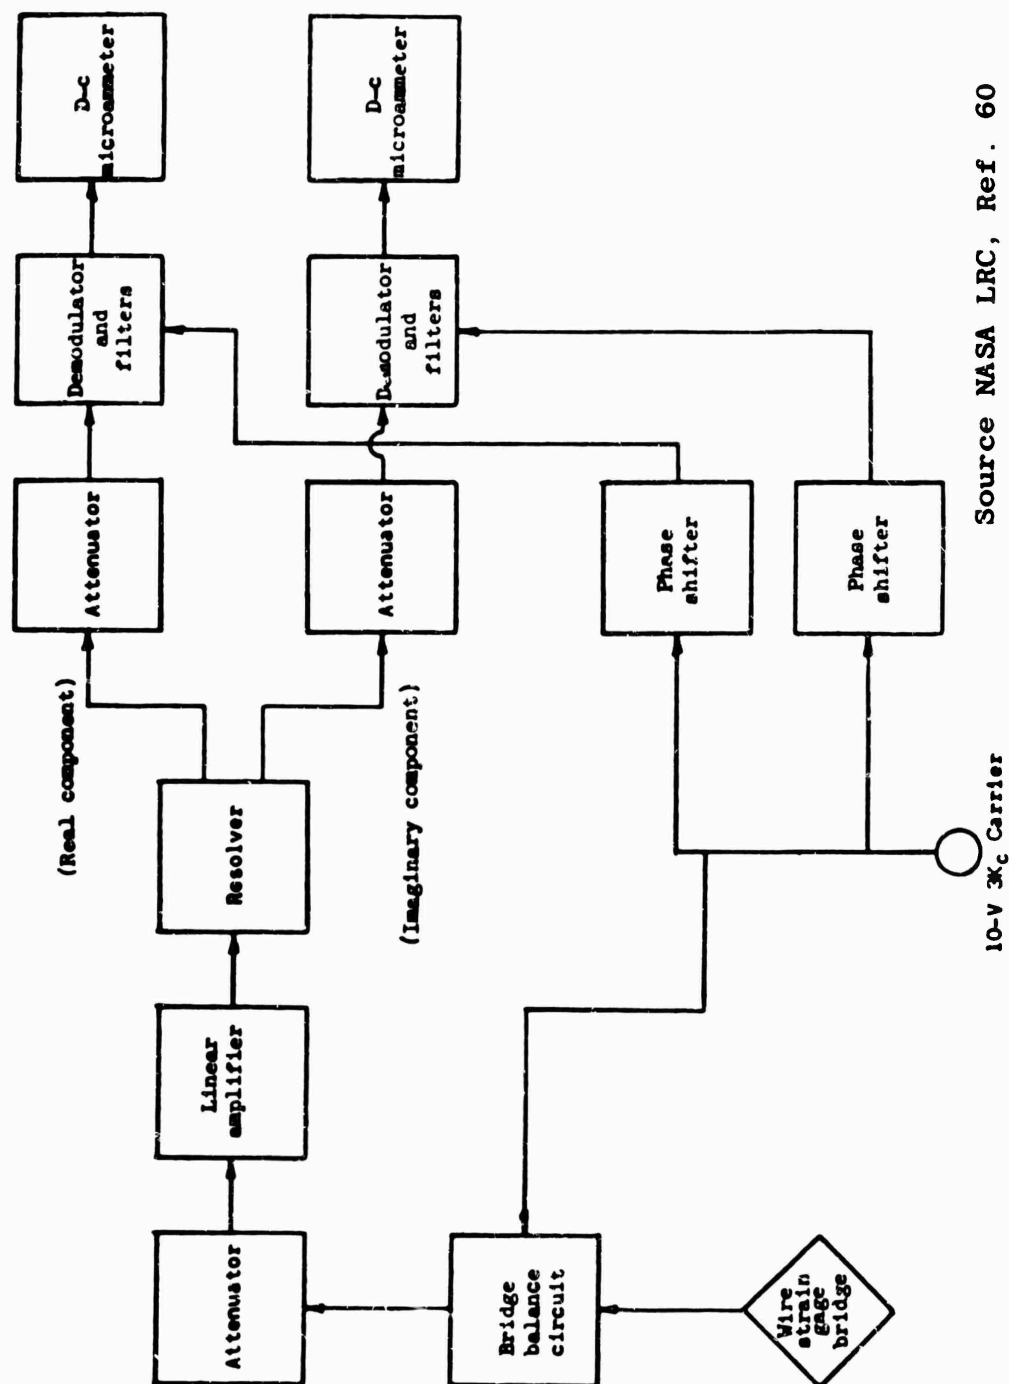 D-c
microammeter
D-c
microammeter
Demodulator
and
filters
Demodulator
and
filters
Attenuator
Attenuator
Phase
shifter
Phase
shifter
(Real component)
(Imaginary component)
Resolver
Linear
amplifier
Attenuator
Bridge
balance
circuit
Wire
strain
gage
bridge
10-V 3Kc Carrier
Source NASA LRC, Ref. 60